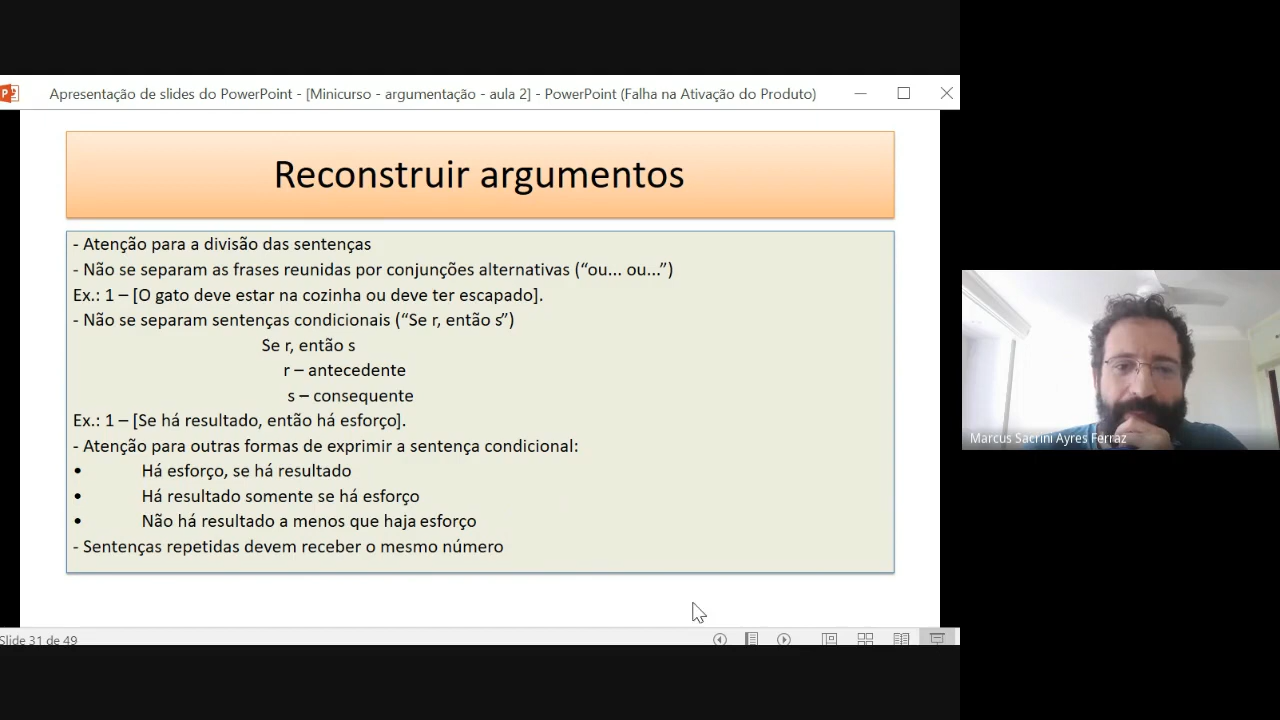 Apresentação de slides do PowerPoint - [Minicurso - argumentação - aula 2] - PowerPoint (Falha na Ativação do Produto)
Reconstruir argumentos
- Atenção para a divisão das sentenças
- Não se separam as frases reunidas por conjunções alternativas (“ou... ou...”)
Ex.: 1 – [O gato deve estar na cozinha ou deve ter escapado].
- Não se separam sentenças condicionais (“Se r, então s”)
Se r, então s
r – antecedente
s – consequente
Ex.: 1 – [Se há resultado, então há esforço].
- Atenção para outras formas de exprimir a sentença condicional:
• Há esforço, se há resultado
• Há resultado somente se há esforço
• Não há resultado a menos que haja esforço
- Sentenças repetidas devem receber o mesmo número
Slide 31 de 49
Marcus Sacrini Ayres Ferraz